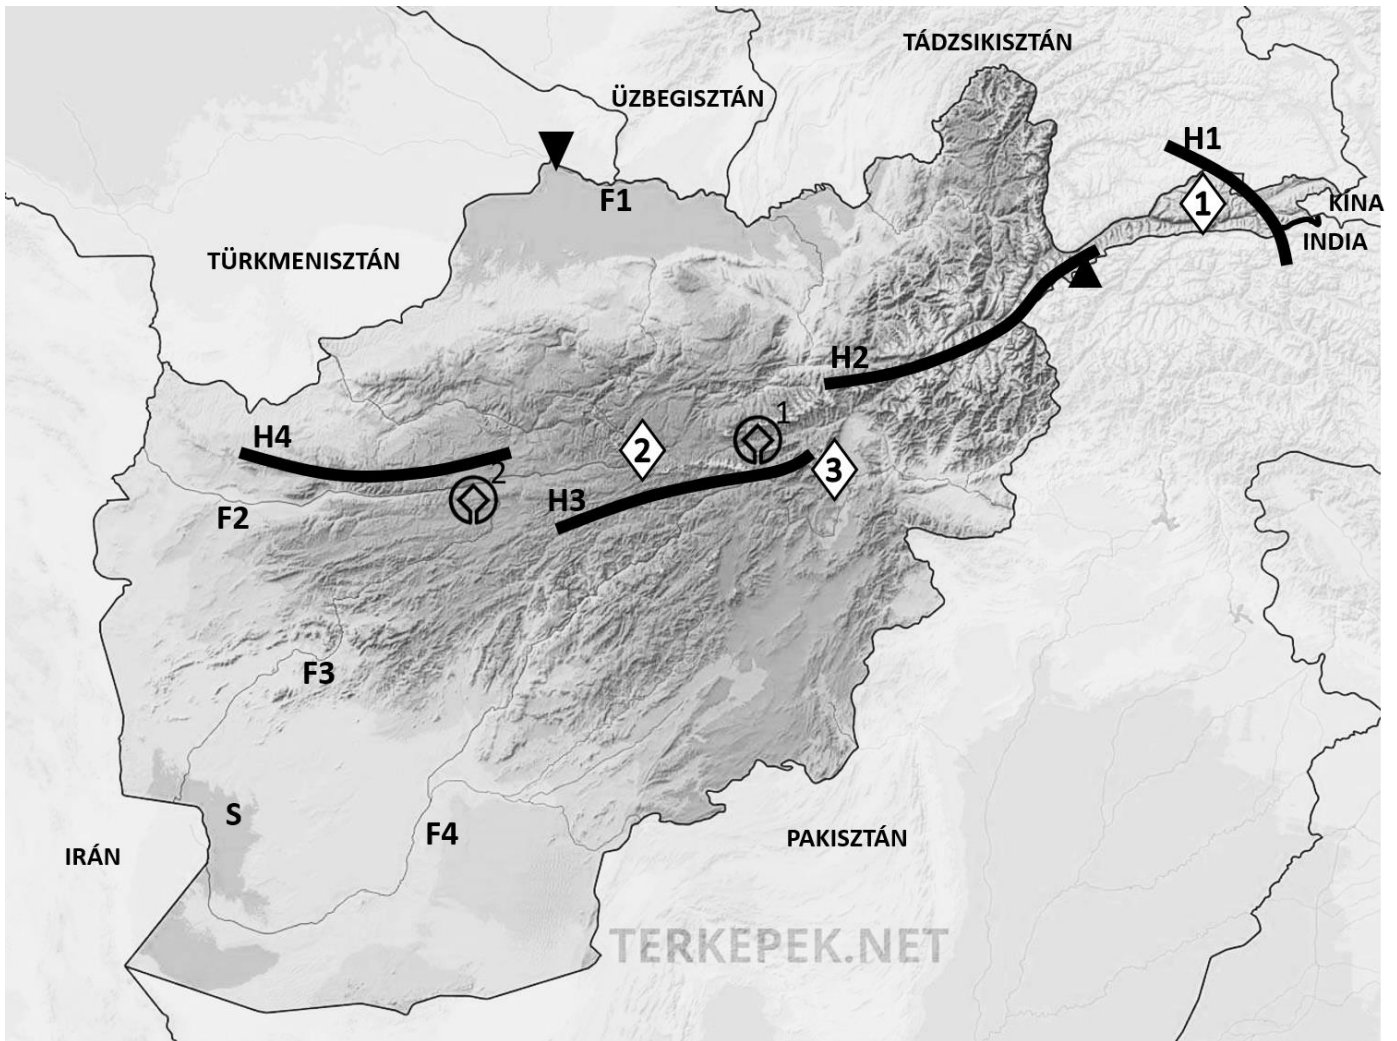 TÁDZSIKISZTÁN
ÜZBEGISZTÁN
H1
1
KÍNA
F1
INDIA
TÜRKMENISZTÁN
H2
1
H4
2
3
2
H3
F2
F3
S
F4
PAKISZTÁN
IRÁN
TERKEPEK.NET